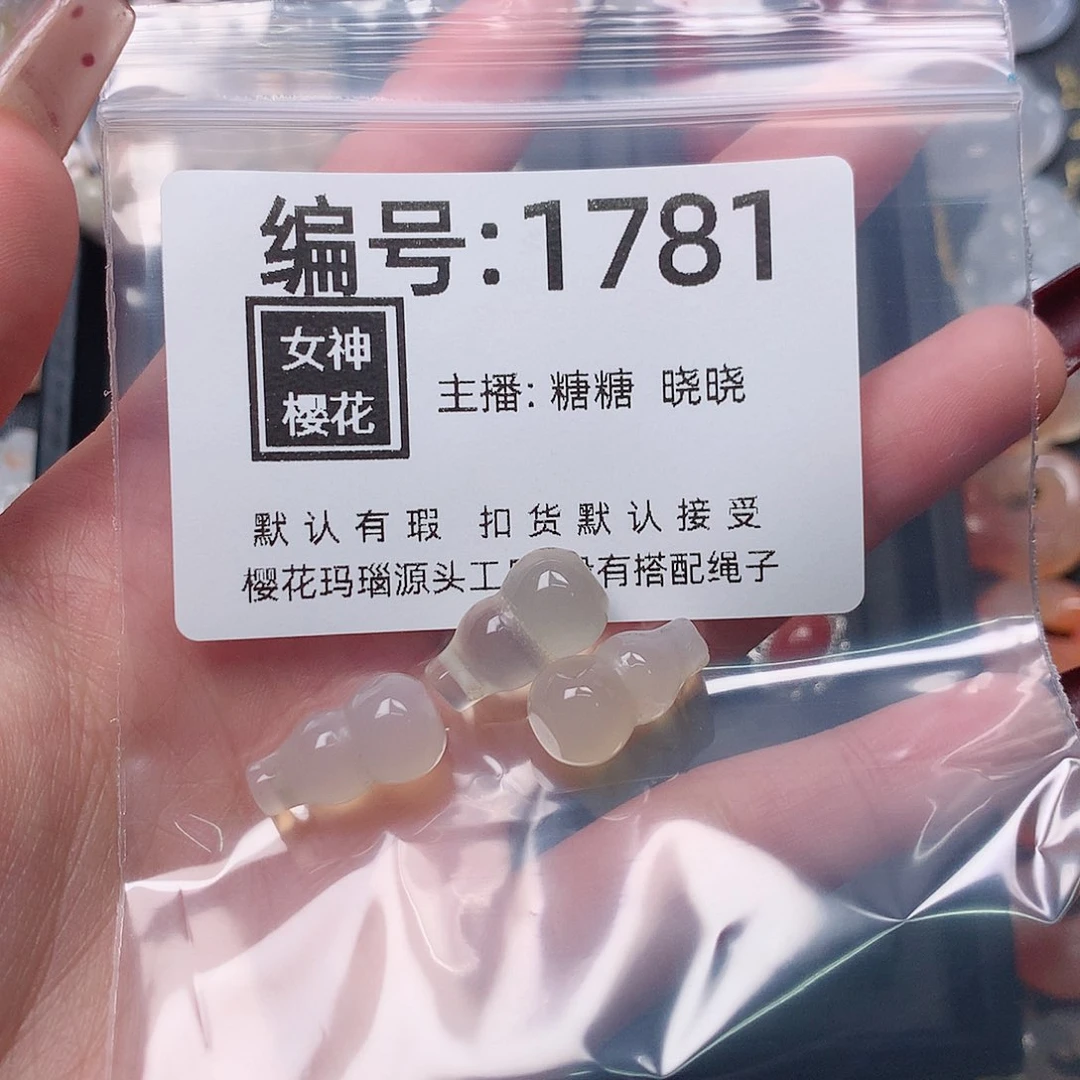 编号:1781
女神
樱花
主播: 糖糖 晓晓
默认有瑕 扣货默认接受
樱花玛瑙源头工 有搭配绳子